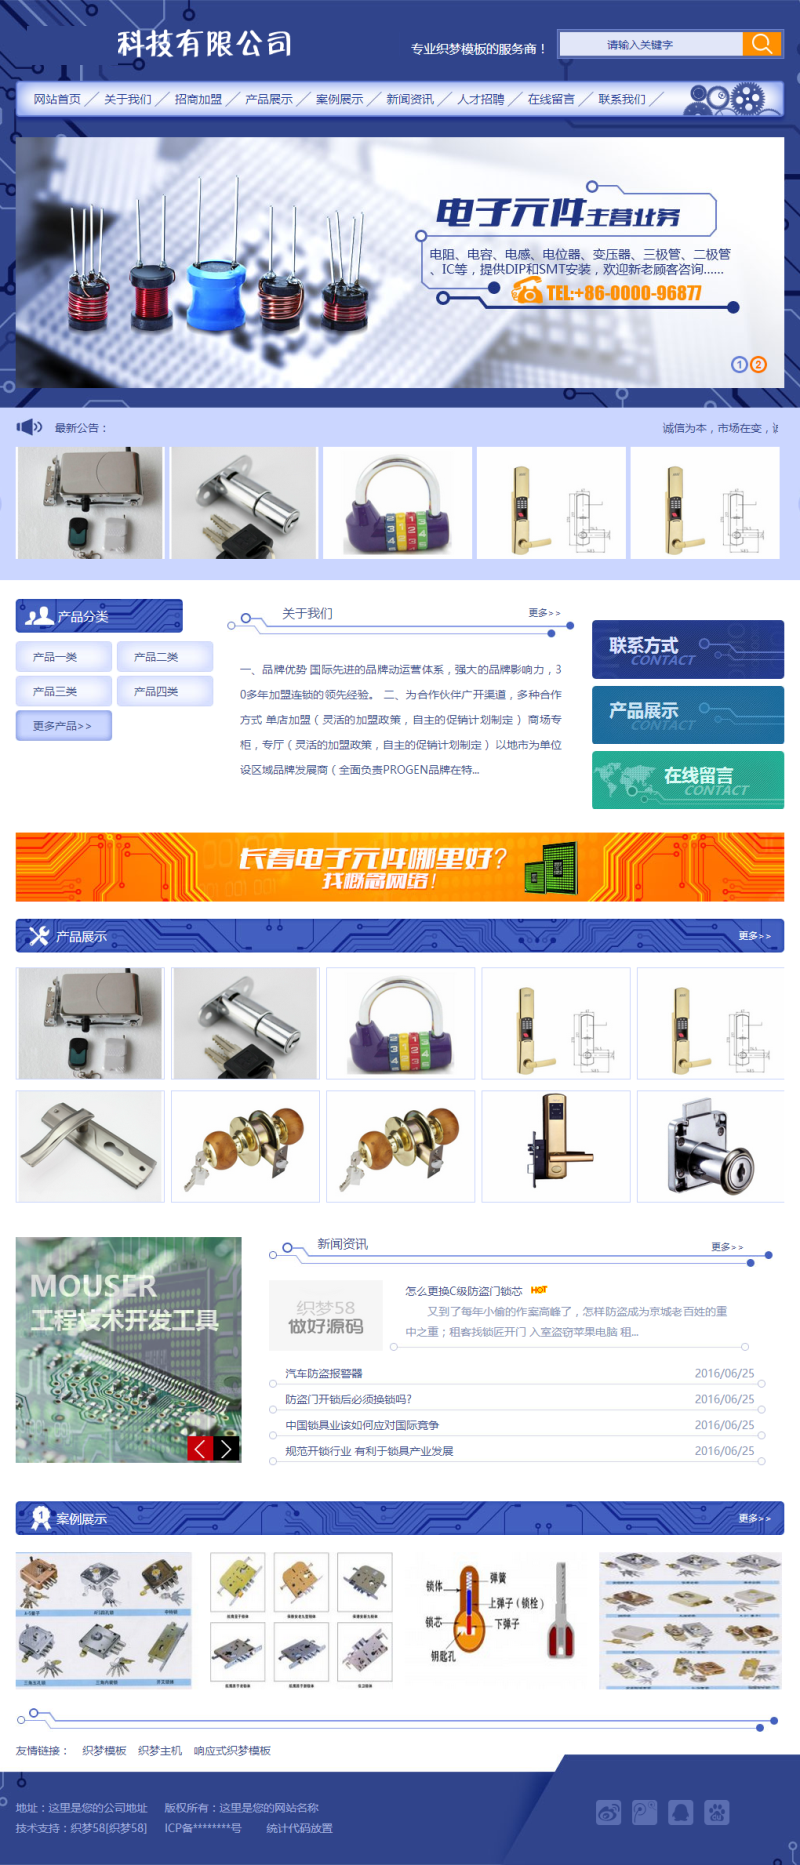 科技有限公司
专业织梦模板的服务商！
请输入关键字
网站首页 关于我们 招商加盟 产品展示 案例展示 新闻资讯 人才招聘 在线留言 联系我们
电子元件主营业务
电阻、电容、电感、电位器、变压器、三极管、二极管
、IC等，提供DIP和SMT安装，欢迎新老顾客咨询......
TEL:+86-0000-96877
1 2
最新公告：
诚信为本，市场在变，
产品分类
产品一类 产品二类
产品三类 产品四类
更多产品>>
关于我们
更多>>
一、品牌优势 国际先进的品牌动运营体系，强大的品牌影响力，3
0多年加盟连锁的领先经验。 二、为合作伙伴广开渠道，多种合作
方式 单店加盟（灵活的加盟政策，自主的促销计划制定） 商场专
柜，专厅（灵活的加盟政策，自主的促销计划制定） 以地市为单位
设区域品牌发展商（全面负责PROGEN品牌在特...
联系方式
CONTACT
产品展示
CONTACT
在线留言
CONTACT
长春电子元件哪里好?
找概念网络!
产品展示
更多>>
MOUSER
工程技术开发工具
新闻资讯
更多>>
织梦58
做好源码
怎么更换C级防盗门锁芯 HOT
又到了每年小偷的作案高峰了，怎样防盗成为京城老百姓的重
中之重；租客找锁匠开门 入室盗窃苹果电脑 租...
汽车防盗报警器 2016/06/25
防盗门开锁后必须换锁吗? 2016/06/25
中国锁具业该如何应对国际竞争 2016/06/25
规范开锁行业 有利于锁具产业发展 2016/06/25
1
案例展示
更多>>
锁体
弹簧
上弹子（锁栓）
锁芯
下弹子
钥匙孔
友情链接： 织梦模板 织梦主机 响应式织梦模板
地址：这里是您的公司地址 版权所有：这里是您的网站名称
技术支持：织梦58[织梦58] ICP备********号 统计代码放置